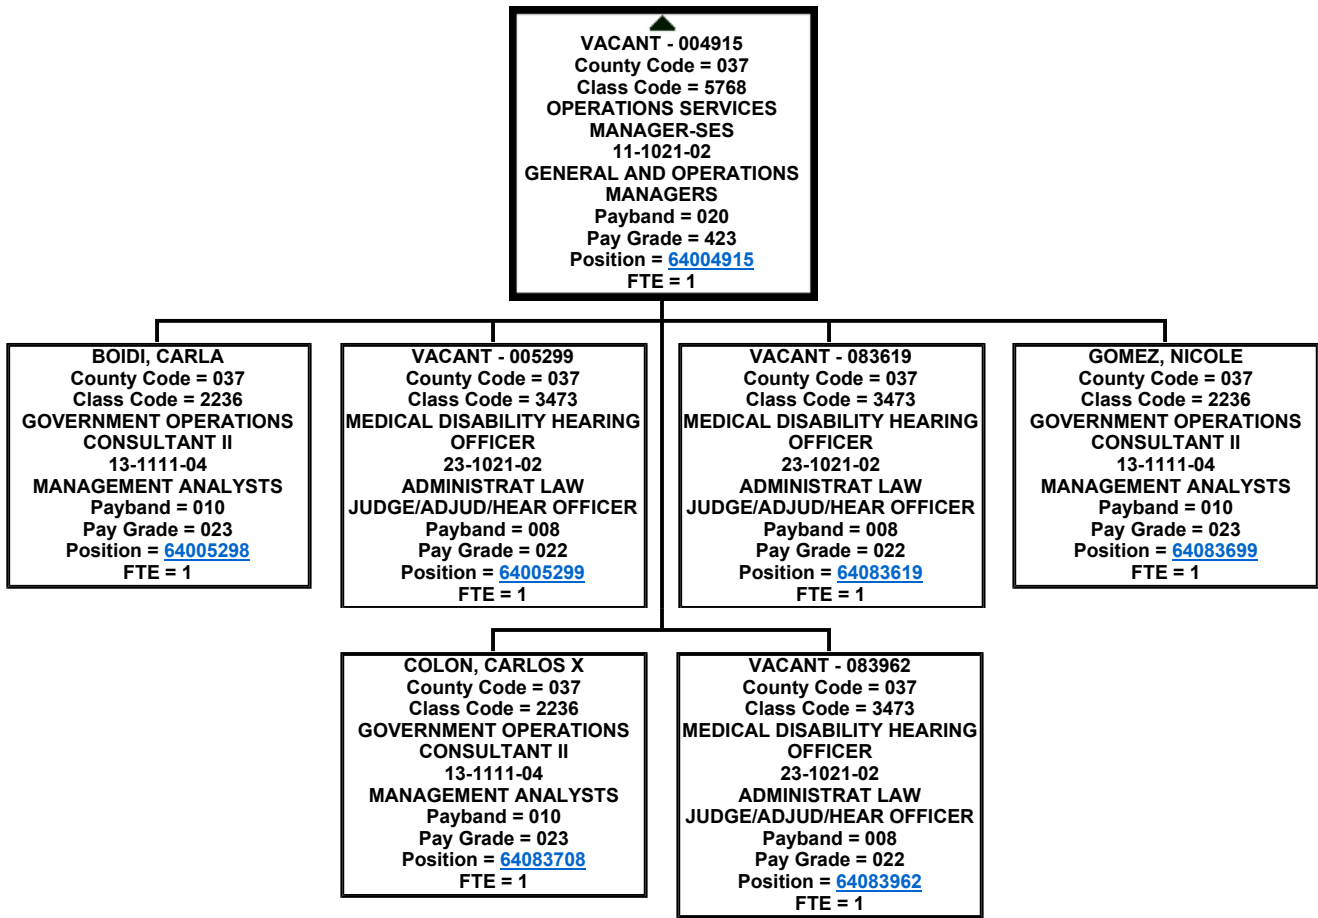 VACANT - 004915
County Code = 037
Class Code = 5768
OPERATIONS SERVICES
MANAGER-SES
11-1021-02
GENERAL AND OPERATIONS
MANAGERS
Payband = 020
Pay Grade = 423
Position = 64004915
FTE = 1
BOIDI, CARLA
County Code = 037
Class Code = 2236
GOVERNMENT OPERATIONS
CONSULTANT II
13-1111-04
MANAGEMENT ANALYSTS
Payband = 010
Pay Grade = 023
Position = 64005298
FTE = 1
VACANT - 005299
County Code = 037
Class Code = 3473
MEDICAL DISABILITY HEARING
OFFICER
23-1021-02
ADMINISTRAT LAW
JUDGE/ADJUD/HEAR OFFICER
Payband = 008
Pay Grade = 022
Position = 64005299
FTE = 1
VACANT - 083619
County Code = 037
Class Code = 3473
MEDICAL DISABILITY HEARING
OFFICER
23-1021-02
ADMINISTRAT LAW
JUDGE/ADJUD/HEAR OFFICER
Payband = 008
Pay Grade = 022
Position = 64083619
FTE = 1
GOMEZ, NICOLE
County Code = 037
Class Code = 2236
GOVERNMENT OPERATIONS
CONSULTANT II
13-1111-04
MANAGEMENT ANALYSTS
Payband = 010
Pay Grade = 023
Position = 64083699
FTE = 1
COLON, CARLOS X
County Code = 037
Class Code = 2236
GOVERNMENT OPERATIONS
CONSULTANT II
13-1111-04
MANAGEMENT ANALYSTS
Payband = 010
Pay Grade = 023
Position = 64083708
FTE = 1
VACANT - 083962
County Code = 037
Class Code = 3473
MEDICAL DISABILITY HEARING
OFFICER
23-1021-02
ADMINISTRAT LAW
JUDGE/ADJUD/HEAR OFFICER
Payband = 008
Pay Grade = 022
Position = 64083962
FTE = 1